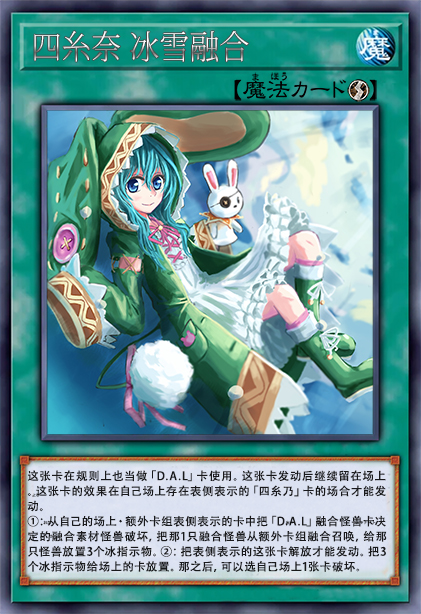 四糸奈 冰雪融合
魔
【魔法カード】
まほう
这张卡在规则上也当做「D.A.L」卡使用。这张卡发动后继续留在场上
。这张卡的效果在自己场上存在表侧表示的「四糸乃」卡的场合才能发
动。
①：从自己的场上·额外卡组表侧表示的卡中把「D.A.L」融合怪兽卡决
定的融合素材怪兽破坏，把那1只融合怪兽从额外卡组融合召唤，给那
只怪兽放置3个冰指示物。②：把表侧表示的这张卡解放才能发动。把3
个冰指示物给场上的卡放置。那之后，可以选自己场上1张卡破坏。